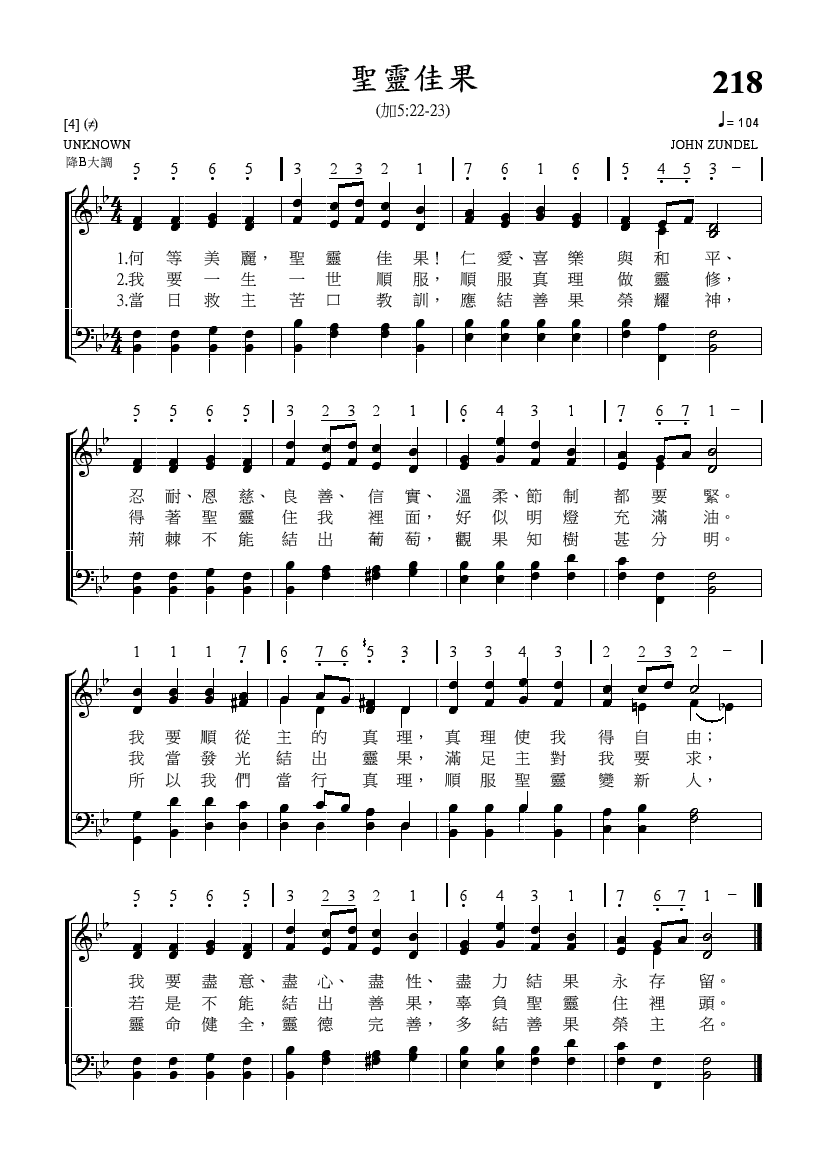 聖靈佳果
218
(加5:22-23)
[4] (≠)
♩= 104
UNKNOWN
JOHN ZUNDEL
降B大調
5 5 6 5 | 3 2 3 2 1 | 7 6 1 6 | 5 4 5 3 – |
1.何等美麗，聖靈佳果！仁愛、喜樂與和平、
2.我要一生一世順服，順服真理做靈修，
3.當日救主苦口教訓，應結善果榮耀神，
5 5 6 5 | 3 2 3 2 1 | 6 4 3 1 | 7 6 7 1 – |
忍耐、恩慈、良善、信實、溫柔、節制都要緊。
得著聖靈住我裡面，好似明燈充滿油。
荊棘不能結出葡萄，觀果知樹甚分明。
1 1 1 7 | 6 7 6 5 3 | 3 3 4 3 | 2 2 3 2 – |
我要順從主的真理，真理使我得自由；
我當發光結出靈果，滿足主對我要求，
所以我們當行真理，順服聖靈變新人，
5 5 6 5 | 3 2 3 2 1 | 6 4 3 1 | 7 6 7 1 – |
我要盡意、盡心、盡性、盡力結果永存留。
若是不能結出善果，辜負聖靈住裡頭。
靈命健全，靈德完善，多結善果榮主名。